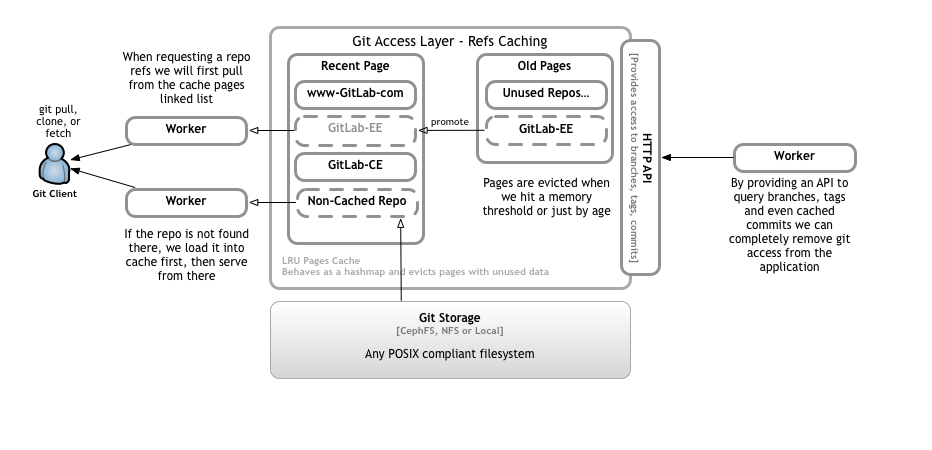 Git Access Layer - Refs Caching
When requesting a repo
refs we will first pull
from the cache pages
linked list
git pull,
clone, or
fetch
Git Client
Worker
Worker
If the repo is not found
there, we load it into
cache first, then serve
from there
Recent Page
www-GitLab-com
GitLab-EE
GitLab-CE
Non-Cached Repo
promote
Old Pages
Unused Repos...
GitLab-EE
Pages are evicted when
we hit a memory
threshold or just by age
LRU Pages Cache
Behaves as a hashmap and evicts pages with unused data
HTTP API
[Provides access to branches, tags, commits]
Worker
By providing an API to
query branches, tags
and even cached
commits we can
completely remove git
access from the
application
Git Storage
[CephFS, NFS or Local]
Any POSIX compliant filesystem